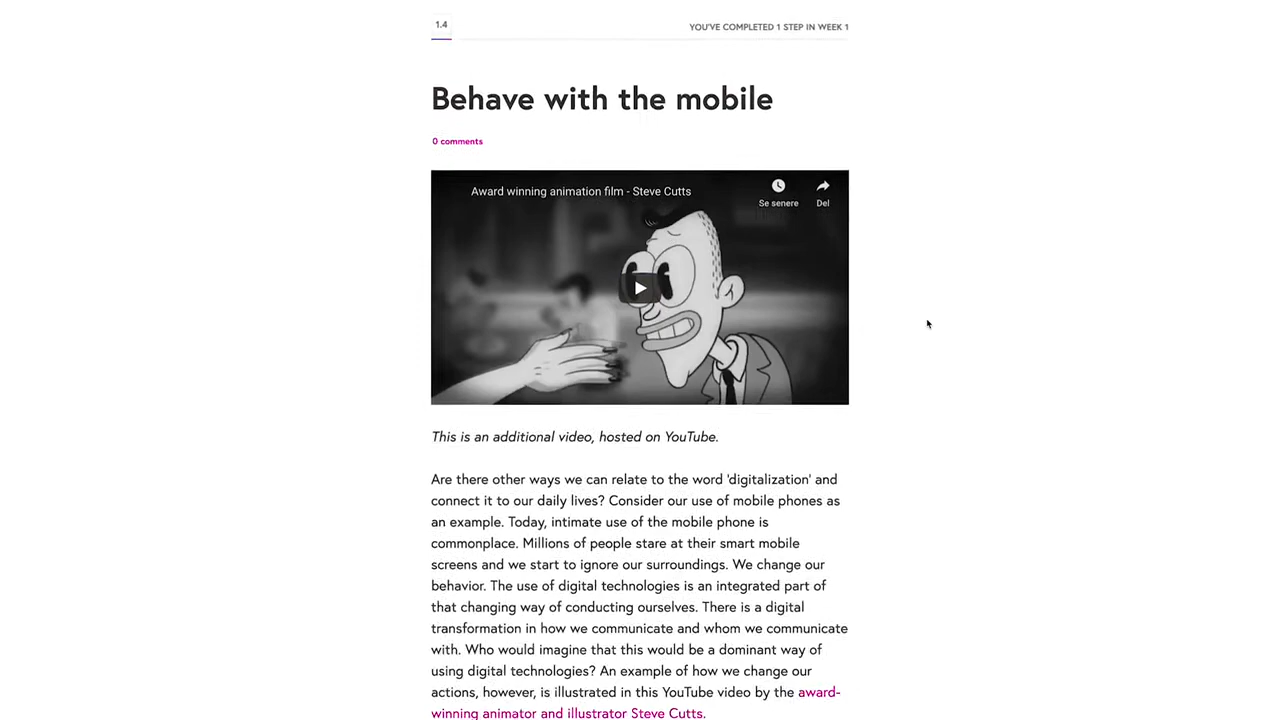 1.4
YOU'VE COMPLETED 1 STEP IN WEEK 1
Behave with the mobile
0 comments
Award winning animation film - Steve Cutts
Se senere
Del
This is an additional video, hosted on YouTube.
Are there other ways we can relate to the word 'digitalization' and
connect it to our daily lives? Consider our use of mobile phones as
an example. Today, intimate use of the mobile phone is
commonplace. Millions of people stare at their smart mobile
screens and we start to ignore our surroundings. We change our
behavior. The use of digital technologies is an integrated part of
that changing way of conducting ourselves. There is a digital
transformation in how we communicate and whom we communicate
with. Who would imagine that this would be a dominant way of
using digital technologies? An example of how we change our
actions, however, is illustrated in this YouTube video by the award-
winning animator and illustrator Steve Cutts.